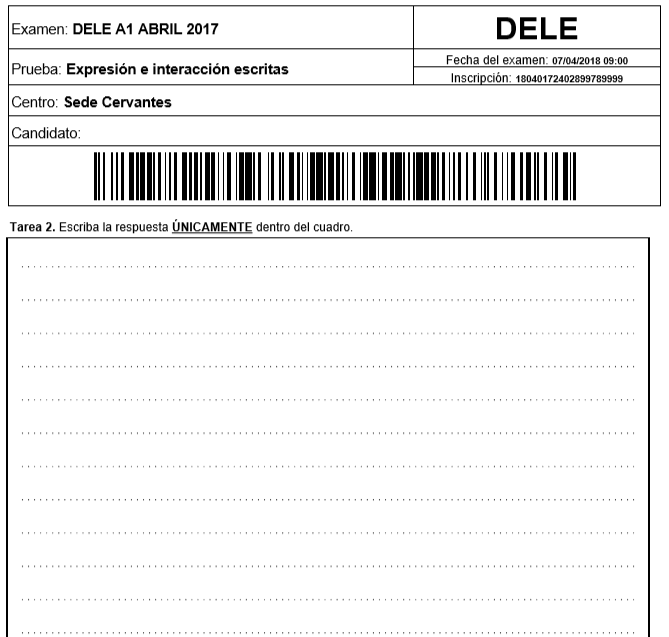 Examen: DELE A1 ABRIL 2017
DELE
Prueba: Expresión e interacción escritas
Fecha del examen: 07/04/2018 09:00
Inscripción: 18040172402899789999
Centro: Sede Cervantes
Candidato:
Tarea 2. Escriba la respuesta ÚNICAMENTE dentro del cuadro.